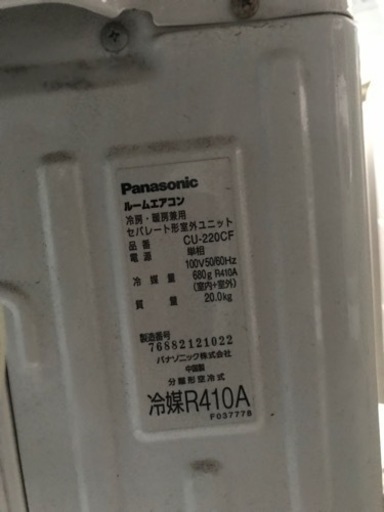 Panasonic
ルームエアコン
冷房・暖房兼用
セパレート形室外ユニット
品番 CU-220CF
電源 単相
100V50/60Hz
冷媒量 680g R410A
(室内+室外)
質量 20.0kg
製造番号
76882121022
パナソニック株式会社
中国製
分離形空冷式
冷媒R410A
F037778